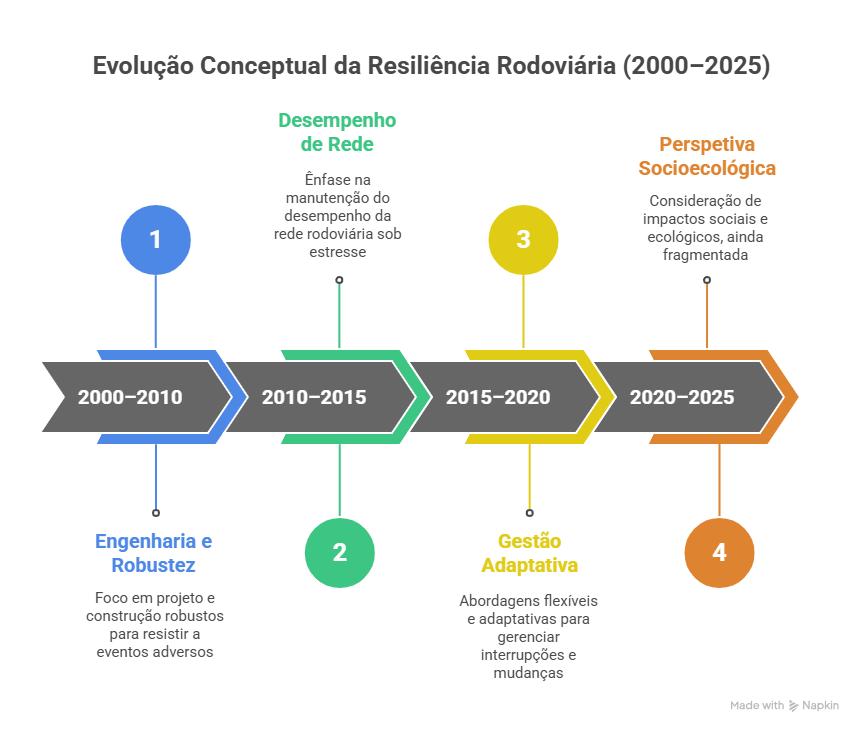 Evolução Conceptual da Resiliência Rodoviária (2000–2025)
1
Desempenho
de Rede
Ênfase na
manutenção do
desempenho da
rede rodoviária sob
estresse
3
Perspetiva
Socioecológica
Consideração de
impactos sociais e
ecológicos, ainda
fragmentada
2000–2010
2010–2015
2015–2020
2020–2025
Engenharia e
Robustez
Foco em projeto e
construção robustos
para resistir a
eventos adversos
2
Gestão
Adaptativa
Abordagens flexíveis
e adaptativas para
gerenciar
interrupções e
mudanças
4
Made with Napkin